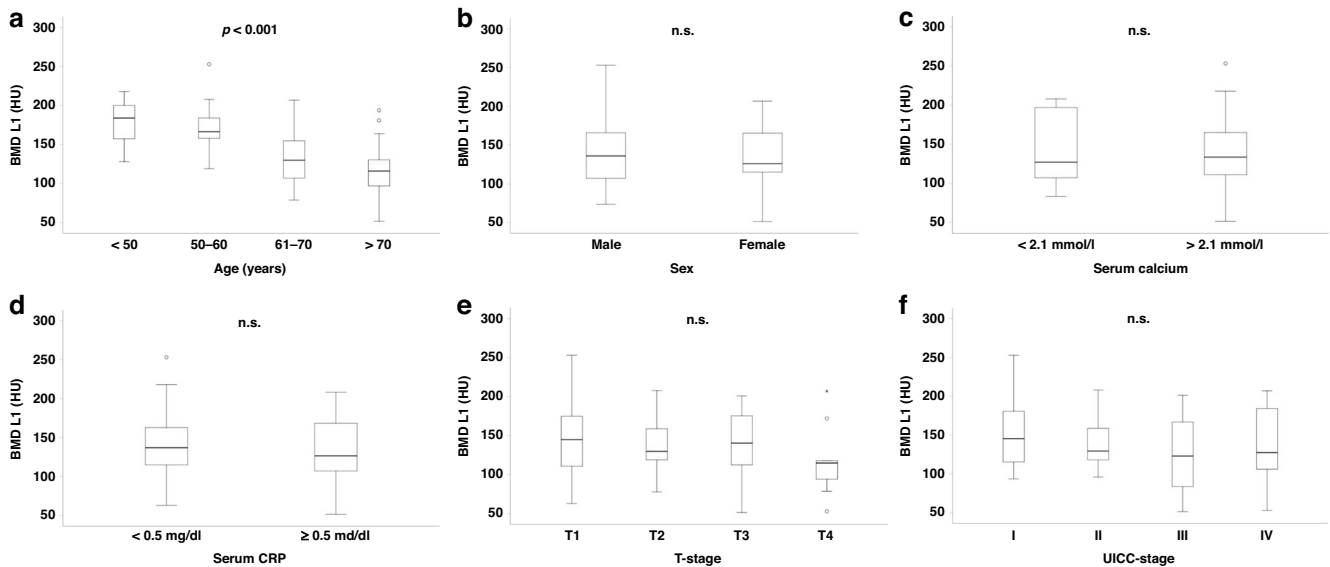 a
p < 0.001
300
250
200
150
100
50
BMD L1 (HU)
< 50 50–60 61–70 > 70
Age (years)
b
n.s.
300
250
200
150
100
50
BMD L1 (HU)
Male Female
Sex
c
n.s.
300
250
200
150
100
50
BMD L1 (HU)
< 2.1 mmol/l > 2.1 mmol/l
Serum calcium
d
n.s.
300
250
200
150
100
50
BMD L1 (HU)
< 0.5 mg/dl ≥ 0.5 md/dl
Serum CRP
e
n.s.
300
250
200
150
100
50
BMD L1 (HU)
T1 T2 T3 T4
T-stage
f
n.s.
300
250
200
150
100
50
BMD L1 (HU)
I II III IV
UICC-stage